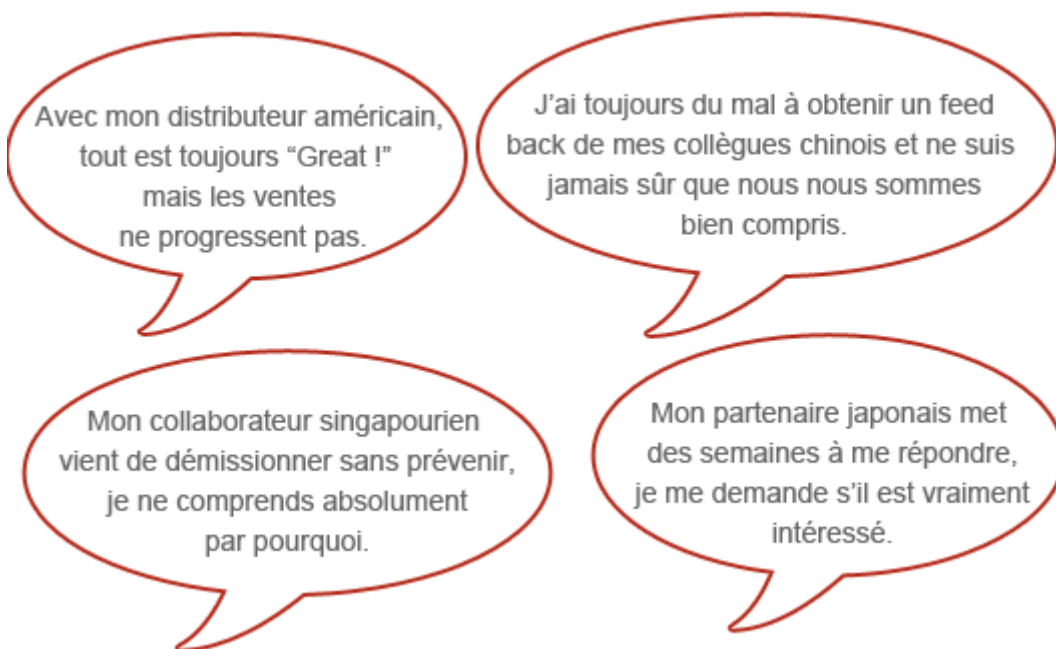 Avec mon distributeur américain,
tout est toujours “Great !”
mais les ventes
ne progressent pas.
J’ai toujours du mal à obtenir un feed
back de mes collègues chinois et ne suis
jamais sûr que nous nous sommes
bien compris.
Mon collaborateur singapourien
vient de démissionner sans prévenir,
je ne comprends absolument
par pourquoi.
Mon partenaire japonais met
des semaines à me répondre,
je me demande s’il est vraiment
intéressé.